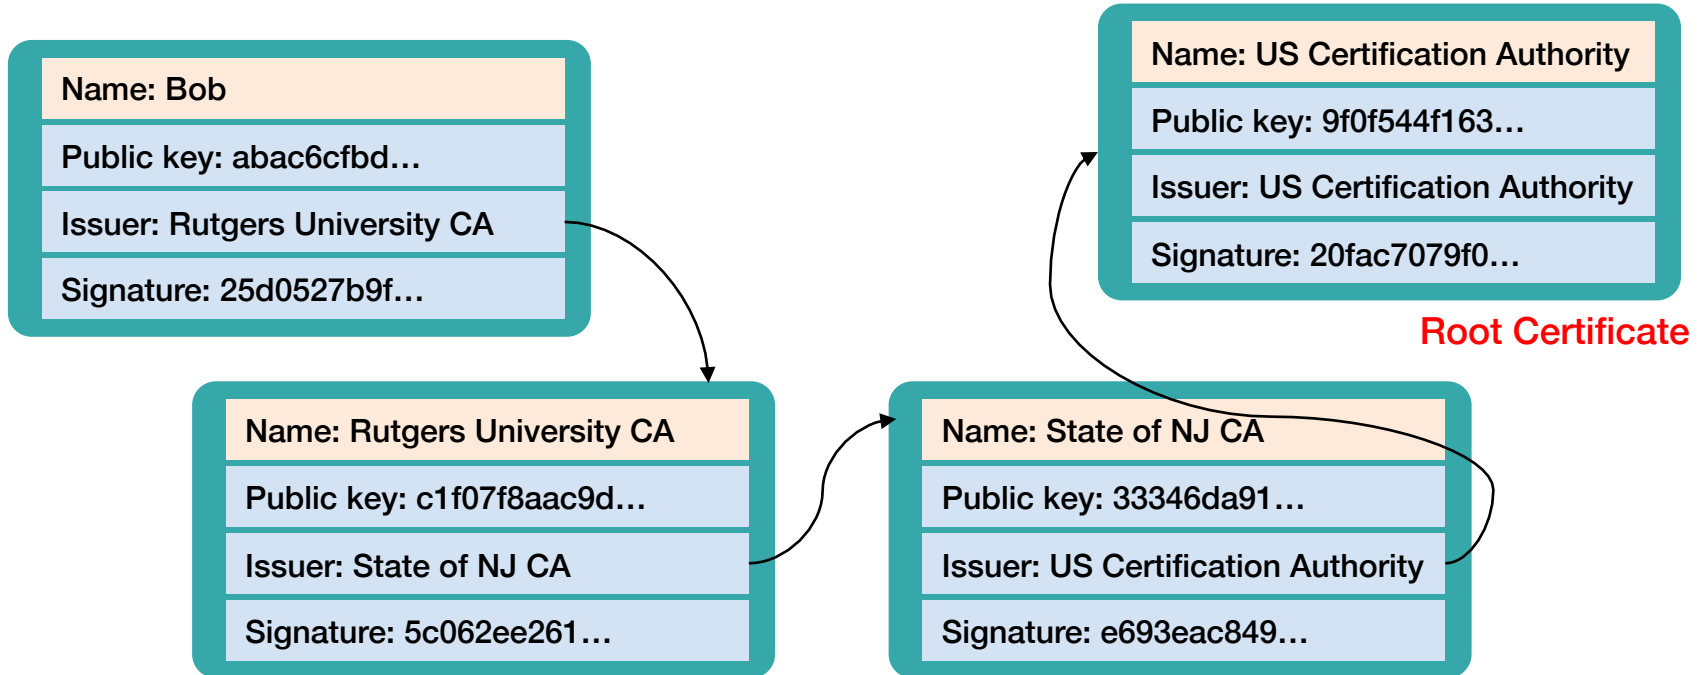 Name: Bob
Public key: abac6cfbd…
Issuer: Rutgers University CA
Signature: 25d0527b9f…
Name: Rutgers University CA
Public key: c1f07f8aac9d…
Issuer: State of NJ CA
Signature: 5c062ee261…
Name: State of NJ CA
Public key: 33346da91…
Issuer: US Certification Authority
Signature: e693eac849…
Name: US Certification Authority
Public key: 9f0f544f163…
Issuer: US Certification Authority
Signature: 20fac7079f0…
Root Certificate